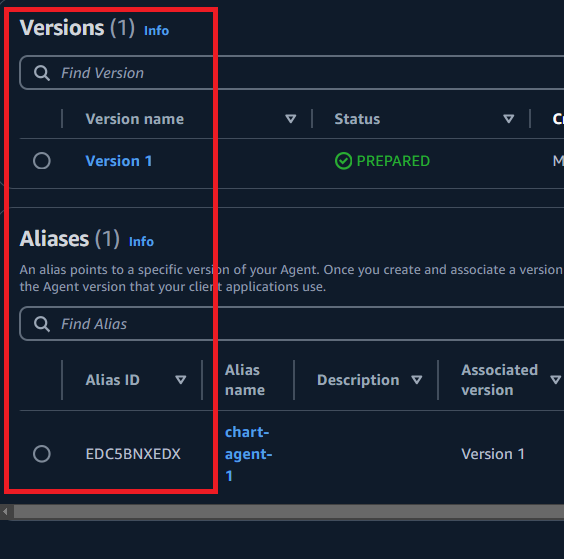 Versions (1) Info
Find Version
Version name Status
Version 1 PREPARED
Aliases (1) Info
An alias points to a specific version of your Agent. Once you create and associate a version
the Agent version that your client applications use.
Find Alias
Alias ID Alias name Description Associated version
EDC5BNXEDX chart-agent-1 Version 1